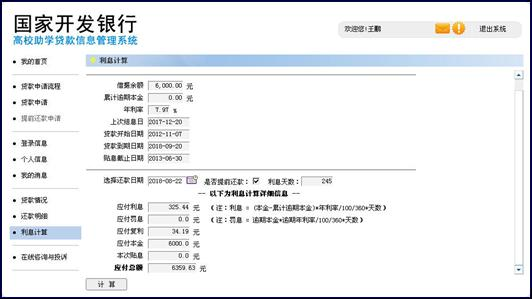 国家开发银行
高校助学贷款信息管理系统
欢迎您!王鹏
退出系统
我的首页
贷款申请流程
贷款申请
提前还款申请
登录信息
个人信息
我的消息
贷款情况
还款明细
利息计算
在线咨询与投诉
利息计算
借据余额 6,000.00 元
累计逾期本金 0.00 元
年利率 7.97 %
上次结息日 2017-12-20
贷款开始日期 2012-11-07
贷款到期日期 2018-09-20
贴息截止日期 2013-06-30
选择还款日期 2018-08-22 是否提前还款: 利息天数: 245
-- 以下为利息计算详细信息 --
应付利息 325.44 元 (注:利息 = (本金-累计逾期本金)*年利率/100/360*天数)
应付罚息 0.0 元 (注:罚息 = 逾期本金*逾期年利率/100/360*天数)
应付复利 34.19 元
应付本金 6000.0 元
本次贴息 0.0 元
应付总额 6359.63 元
计 算